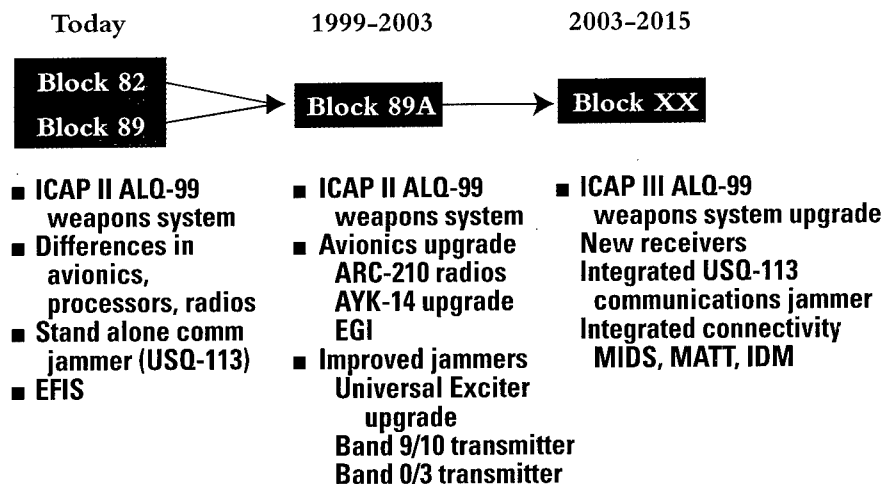 Today
Block 82
Block 89
■ ICAP II ALQ-99
weapons system
■ Differences in
avionics,
processors, radios
■ Stand alone comm
jammer (USQ-113)
■ EFIS
1999-2003
Block 89A
■ ICAP II ALQ-99
weapons system
■ Avionics upgrade
ARC-210 radios
AYK-14 upgrade
EGI
■ Improved jammers
Universal Exciter
upgrade
Band 9/10 transmitter
Band 0/3 transmitter
2003-2015
Block XX
■ ICAP III ALQ-99
weapons system upgrade
New receivers
Integrated USQ-113
communications jammer
Integrated connectivity
MIDS, MATT, IDM